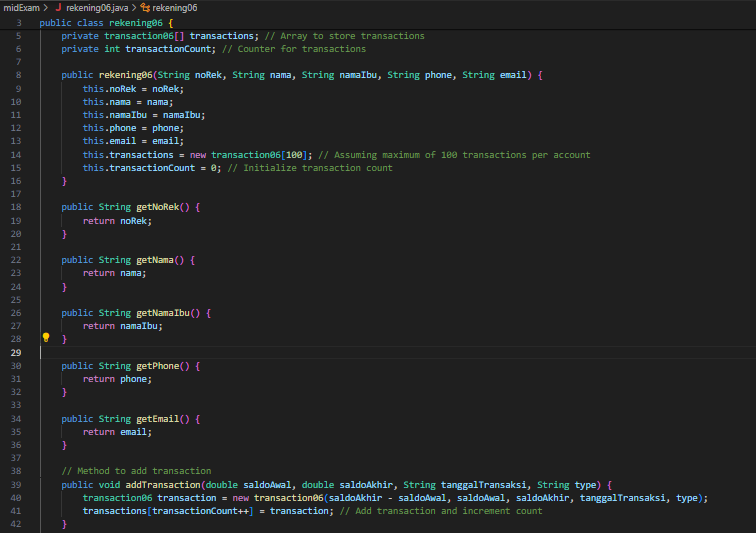 midExam > J rekening06.java > rekening06
3 public class rekening06 {
5     private transaction06[] transactions; // Array to store transactions
6     private int transactionCount; // Counter for transactions
7
8     public rekening06(String noRek, String nama, String namaIbu, String phone, String email) {
9         this.noRek = noRek;
10         this.nama = nama;
11         this.namaIbu = namaIbu;
12         this.phone = phone;
13         this.email = email;
14         this.transactions = new transaction06[100]; // Assuming maximum of 100 transactions per account
15         this.transactionCount = 0; // Initialize transaction count
16     }
17
18     public String getNoRek() {
19         return noRek;
20     }
21
22     public String getNama() {
23         return nama;
24     }
25
26     public String getNamaIbu() {
27         return namaIbu;
28     }
29
30     public String getPhone() {
31         return phone;
32     }
33
34     public String getEmail() {
35         return email;
36     }
37
38     // Method to add transaction
39     public void addTransaction(double saldoAwal, double saldoAkhir, String tanggalTransaksi, String type) {
40         transaction06 transaction = new transaction06(saldoAkhir - saldoAwal, saldoAwal, saldoAkhir, tanggalTransaksi, type);
41         transactions[transactionCount++] = transaction; // Add transaction and increment count
42     }